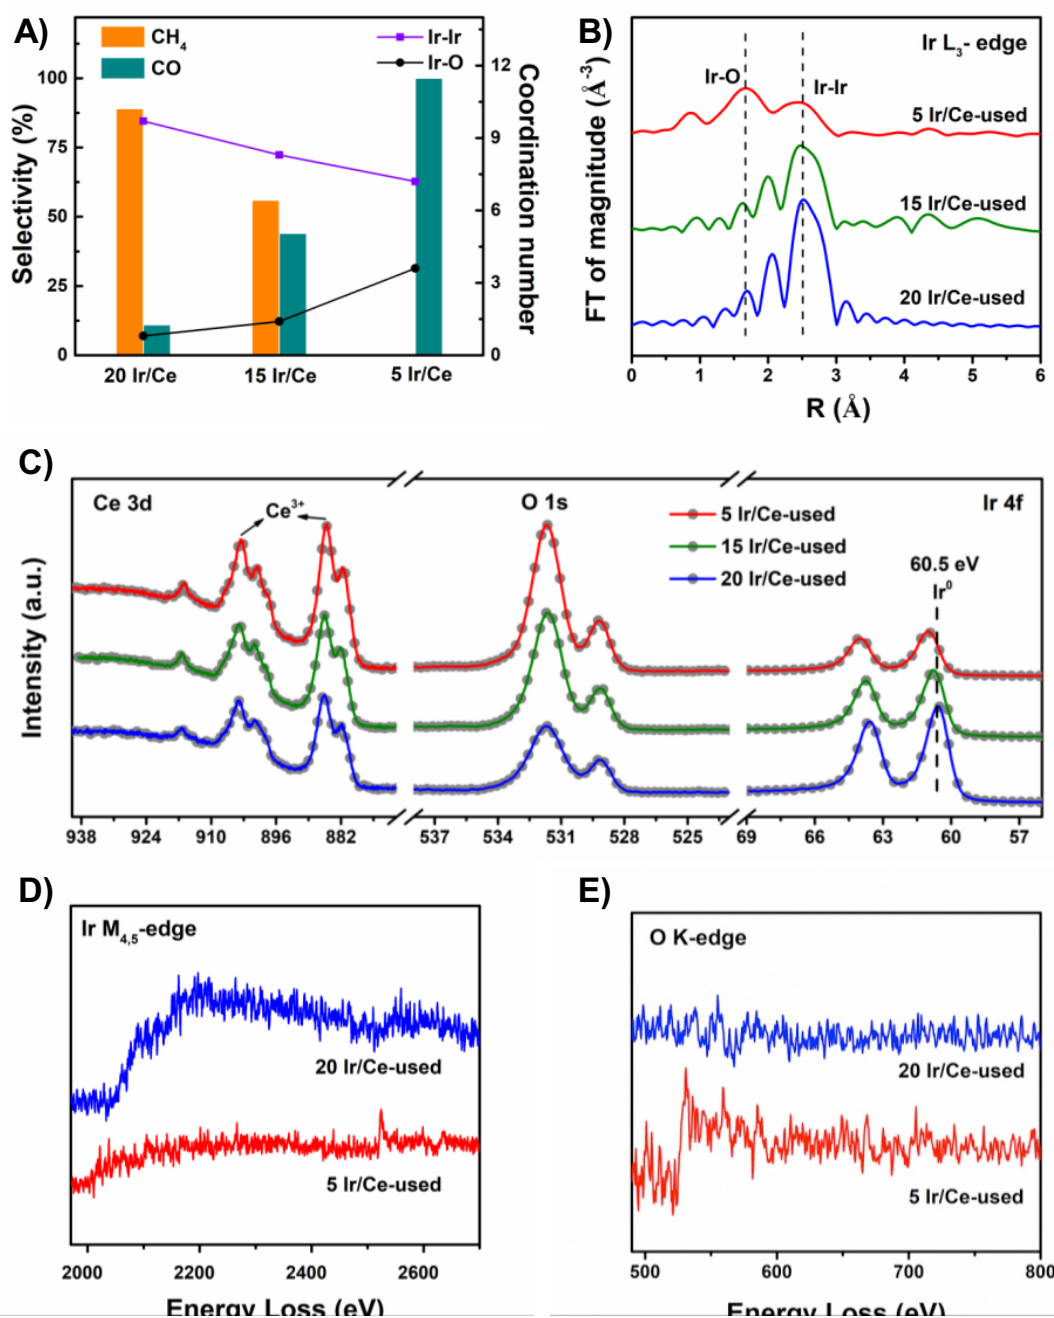 A)
CH4
CO
Ir-Ir
Ir-O
Selectivity (%)
Coordination number
100
75
50
25
0
12
9
6
3
0
20 Ir/Ce 15 Ir/Ce 5 Ir/Ce
B)
Ir L3- edge
Ir-O
Ir-Ir
5 Ir/Ce-used
15 Ir/Ce-used
20 Ir/Ce-used
FT of magnitude (Å-3)
0 1 2 3 4 5 6
R (Å)
C)
Ce 3d
Ce3+
O 1s
Ir 4f
5 Ir/Ce-used
15 Ir/Ce-used
20 Ir/Ce-used
60.5 eV
Ir0
Intensity (a.u.)
938 924 910 896 882 537 534 531 528 525 69 66 63 60 57
D)
Ir M4,5-edge
20 Ir/Ce-used
5 Ir/Ce-used
2000 2200 2400 2600
Energy Loss (eV)
E)
O K-edge
20 Ir/Ce-used
5 Ir/Ce-used
500 600 700 800
Energy Loss (eV)